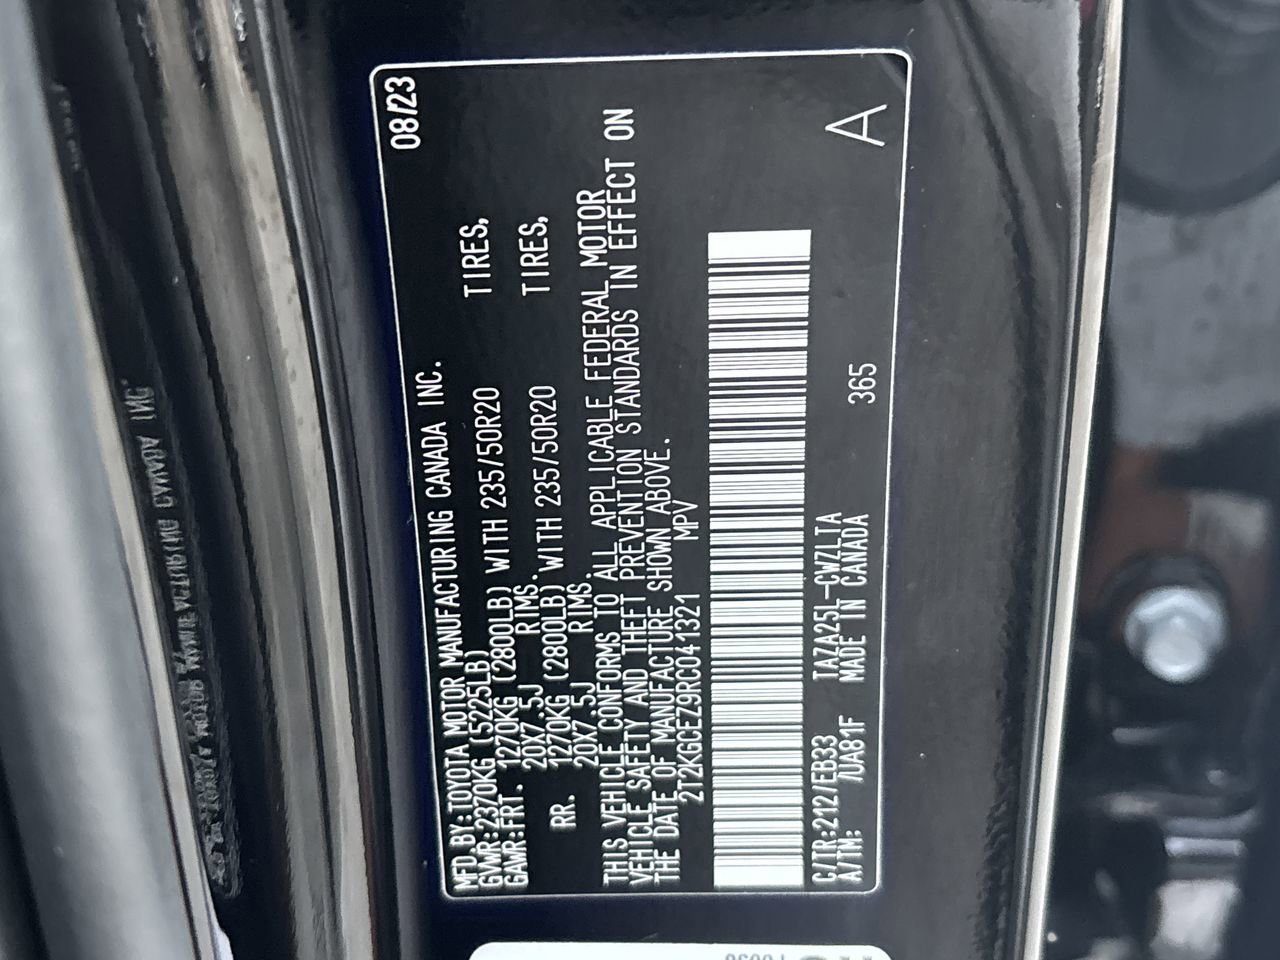 MFD.BY:TOYOTA MOTOR MANUFACTURING CANADA INC. 08/23
GVWR:2370KG (5225LB)
GAWR:FRT. 1270KG (2800LB) WITH 235/50R20 TIRES,
20X7.5J RIMS.
RR. 1270KG (2800LB) WITH 235/50R20 TIRES,
20X7.5J RIMS.
THIS VEHICLE CONFORMS TO ALL APPLICABLE FEDERAL MOTOR
VEHICLE SAFETY AND THEFT PREVENTION STANDARDS IN EFFECT ON
THE DATE OF MANUFACTURE SHOWN ABOVE.
2T2KGCEZ9RC041321 MPV
C/TR:212/EB33 TAZA25L-CWZLTA
A/TM: /UA81F MADE IN CANADA 365 A